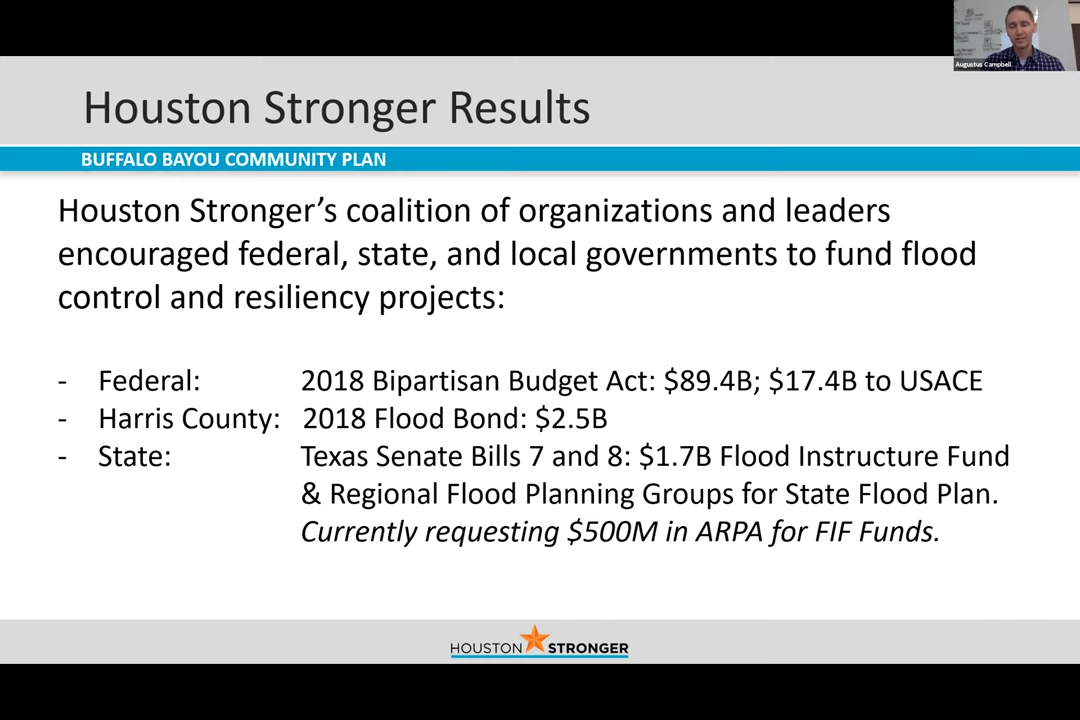 Augustus Campbell
Houston Stronger Results
BUFFALO BAYOU COMMUNITY PLAN
Houston Stronger’s coalition of organizations and leaders
encouraged federal, state, and local governments to fund flood
control and resiliency projects:
- Federal: 2018 Bipartisan Budget Act: $89.4B; $17.4B to USACE
- Harris County: 2018 Flood Bond: $2.5B
- State: Texas Senate Bills 7 and 8: $1.7B Flood Instructure Fund
& Regional Flood Planning Groups for State Flood Plan.
Currently requesting $500M in ARPA for FIF Funds.
HOUSTON STRONGER